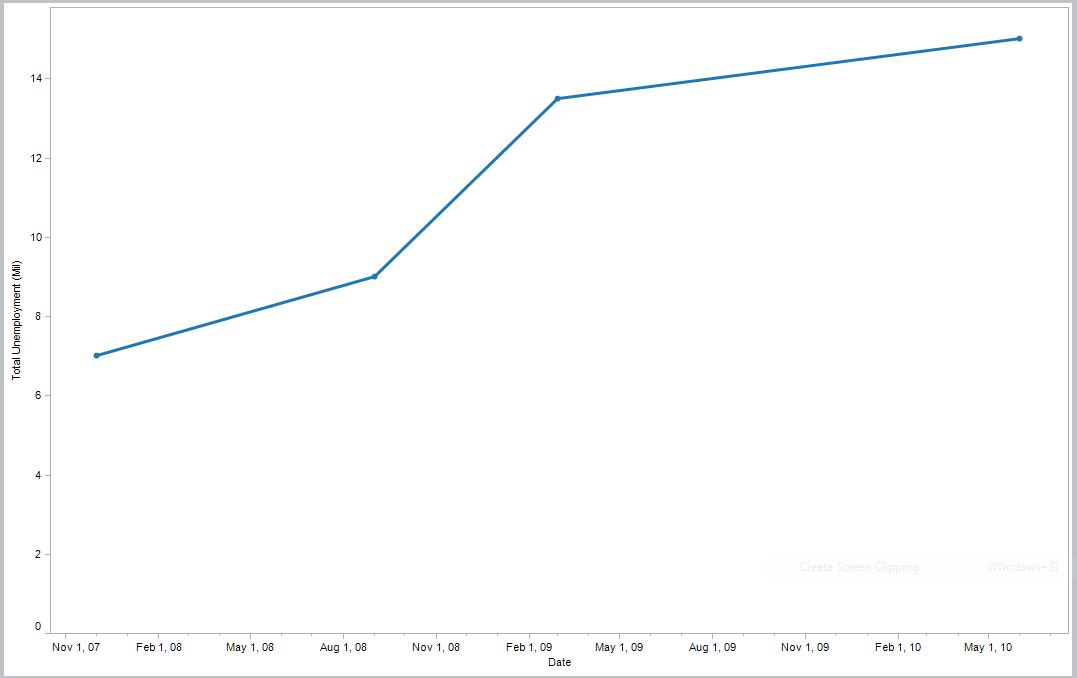 14
12
10
8
6
4
2
0
Total Unemployment (Mil)
Create Screen Clipping (Windows+S)
Nov 1, 07 Feb 1, 08 May 1, 08 Aug 1, 08 Nov 1, 08 Feb 1, 09 May 1, 09 Aug 1, 09 Nov 1, 09 Feb 1, 10 May 1, 10
Date